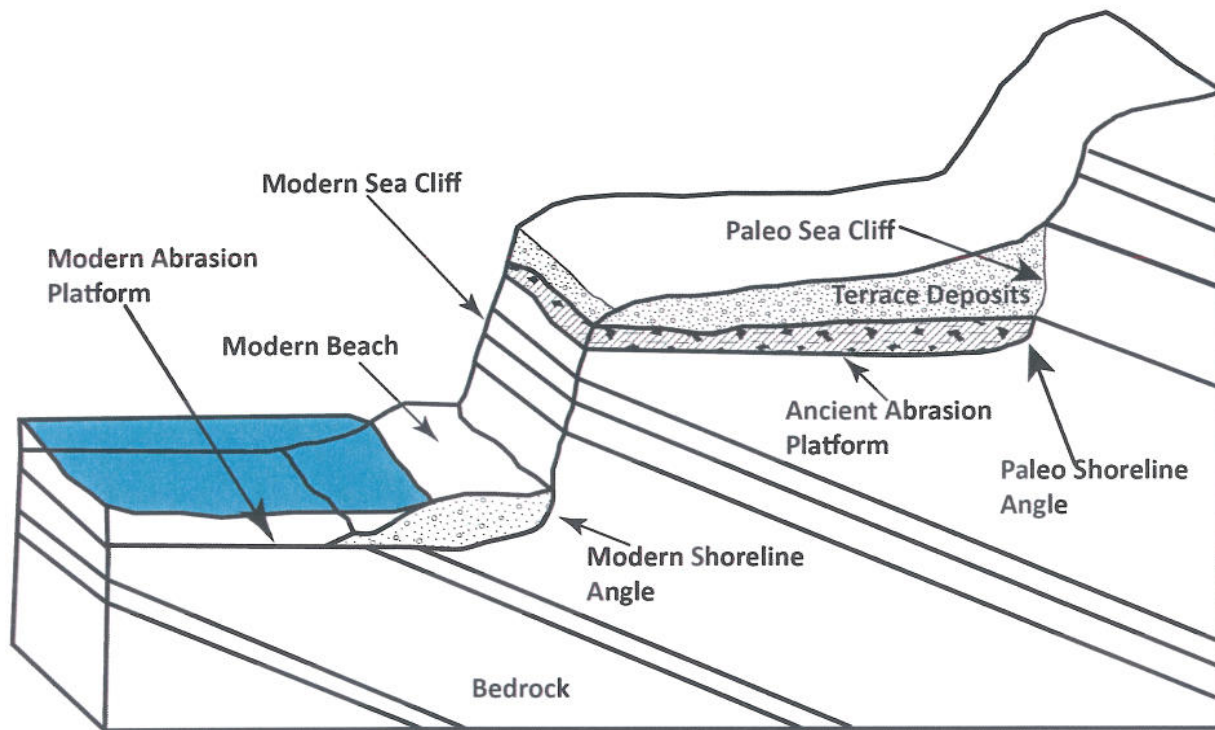 Modern Sea Cliff
Modern Abrasion
Platform
Modern Beach
Paleo Sea Cliff
Terrace Deposits
Ancient Abrasion
Platform
Paleo Shoreline
Angle
Modern Shoreline
Angle
Bedrock